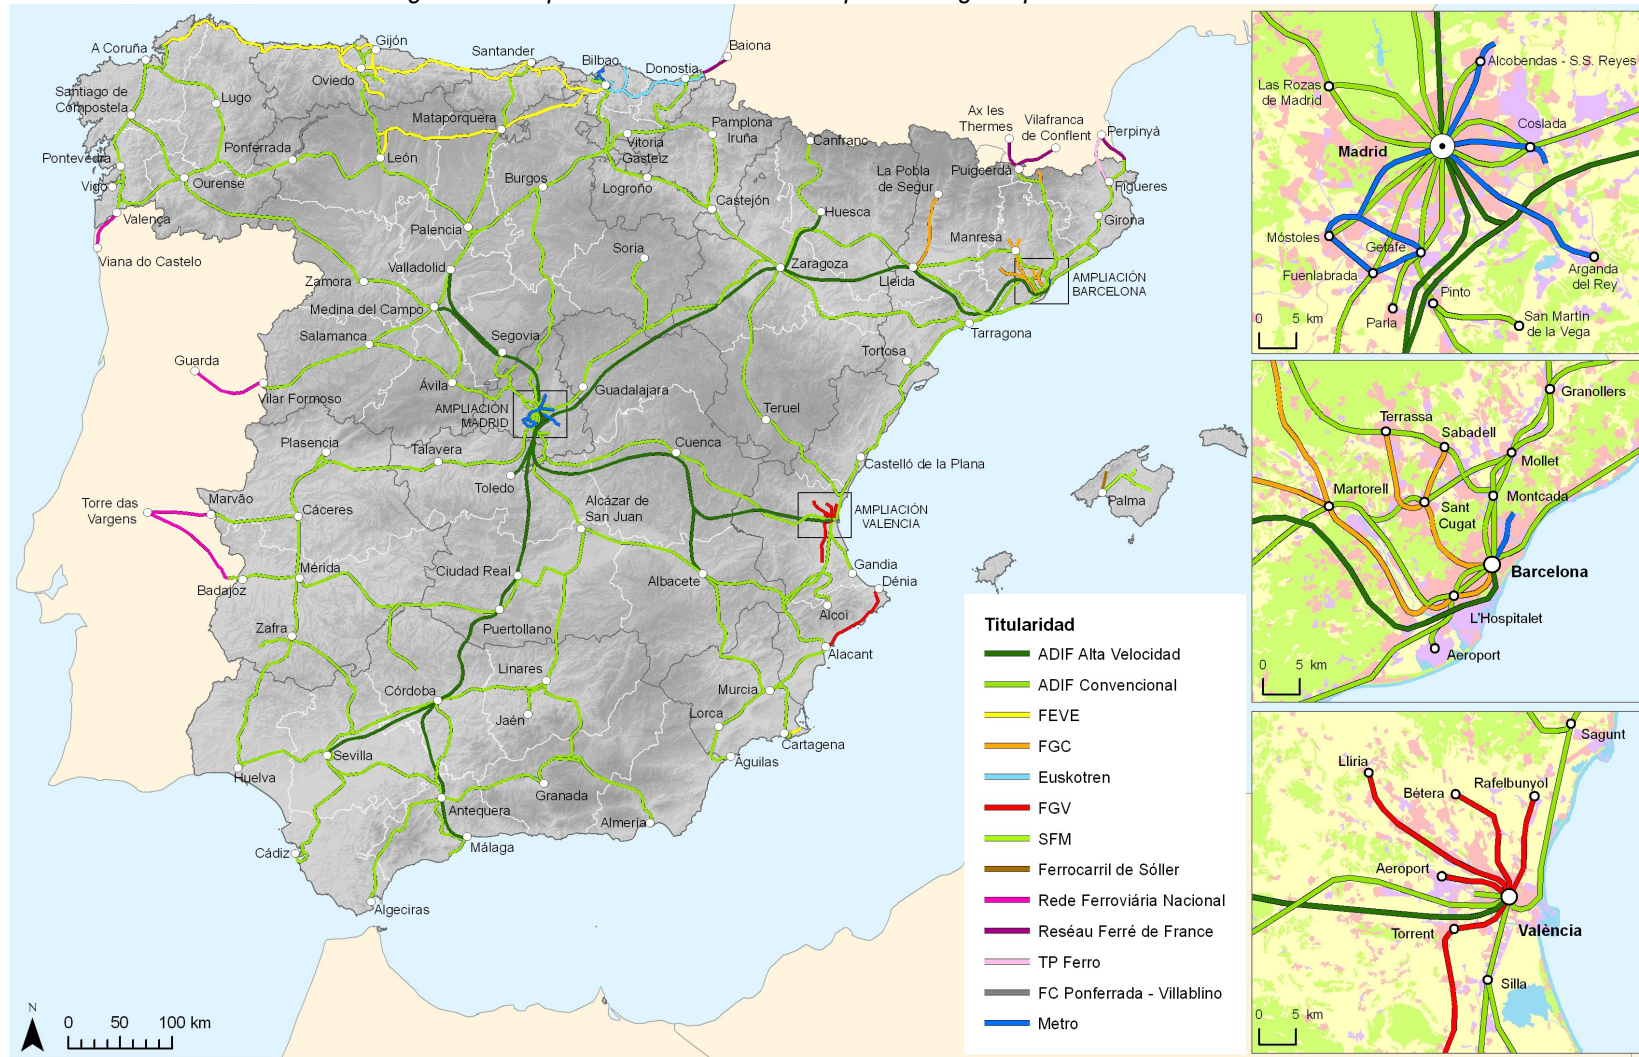 A Coruña
Gijón
Santander
Bilbao
Donostia
Baiona
Oviedo
Santiago de
Compostela
Lugo
Mataporquera
Pamplona
Iruña
Ax les
Thermes
Vilafranca
de Conflent
Perpinyà
Vitoria
Gasteiz
Canfranc
Pontevedra
Ponferrada
León
Vigo
Ourense
Burgos
Logroño
La Pobla
de Segur
Puigcerdà
Figueres
Valença
Castejón
Huesca
Girona
Palencia
Soria
Manresa
Viana do Castelo
Valladolid
Zaragoza
Lleida
AMPLIACIÓN
BARCELONA
Zamora
Medina del Campo
Salamanca
Segovia
Tarragona
Guarda
Tortosa
Ávila
Guadalajara
Vilar Formoso
AMPLIACIÓN
MADRID
Teruel
Plasencia
Talavera
Cuenca
Castelló de la Plana
Toledo
Marvão
Torre das
Vargens
Cáceres
Alcázar de
San Juan
AMPLIACIÓN
VALENCIA
Palma
Mérida
Ciudad Real
Albacete
Gandia
Dénia
Badajoz
Alcoi
Zafra
Puertollano
Alacant
Linares
Córdoba
Murcia
Jaén
Lorca
Sevilla
Cartagena
Huelva
Águilas
Granada
Antequera
Almería
Cádiz
Málaga
Algeciras
N
0 50 100 km
Titularidad
ADIF Alta Velocidad
ADIF Convencional
FEVE
FGC
Euskotren
FGV
SFM
Ferrocarril de Sóller
Rede Ferroviária Nacional
Reséau Ferré de France
TP Ferro
FC Ponferrada - Villablino
Metro
Alcobendas - S.S. Reyes
Las Rozas
de Madrid
Coslada
Madrid
Móstoles
Getafe
Fuenlabrada
Arganda
del Rey
Pinto
Parla
San Martín
de la Vega
0 5 km
Granollers
Terrassa
Sabadell
Mollet
Martorell
Montcada
Sant
Cugat
Barcelona
L'Hospitalet
Aeroport
0 5 km
Sagunt
Llíria
Bétera
Rafelbunyol
Aeroport
Torrent
València
Silla
0 5 km